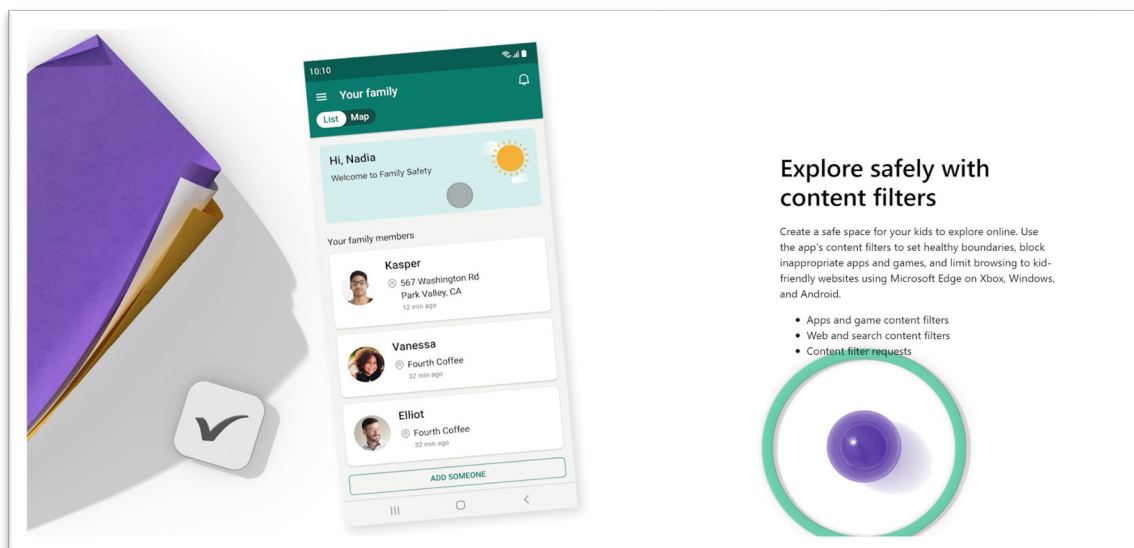 10:10
Your family
List Map
Hi, Nadia
Welcome to Family Safety
Your family members
Kasper
567 Washington Rd
Park Valley, CA
12 min ago
Vanessa
Fourth Coffee
32 min ago
Elliot
Fourth Coffee
32 min ago
ADD SOMEONE
Explore safely with
content filters
Create a safe space for your kids to explore online. Use
the app's content filters to set healthy boundaries, block
inappropriate apps and games, and limit browsing to kid-
friendly websites using Microsoft Edge on Xbox, Windows,
and Android.
• Apps and game content filters
• Web and search content filters
• Content filter requests